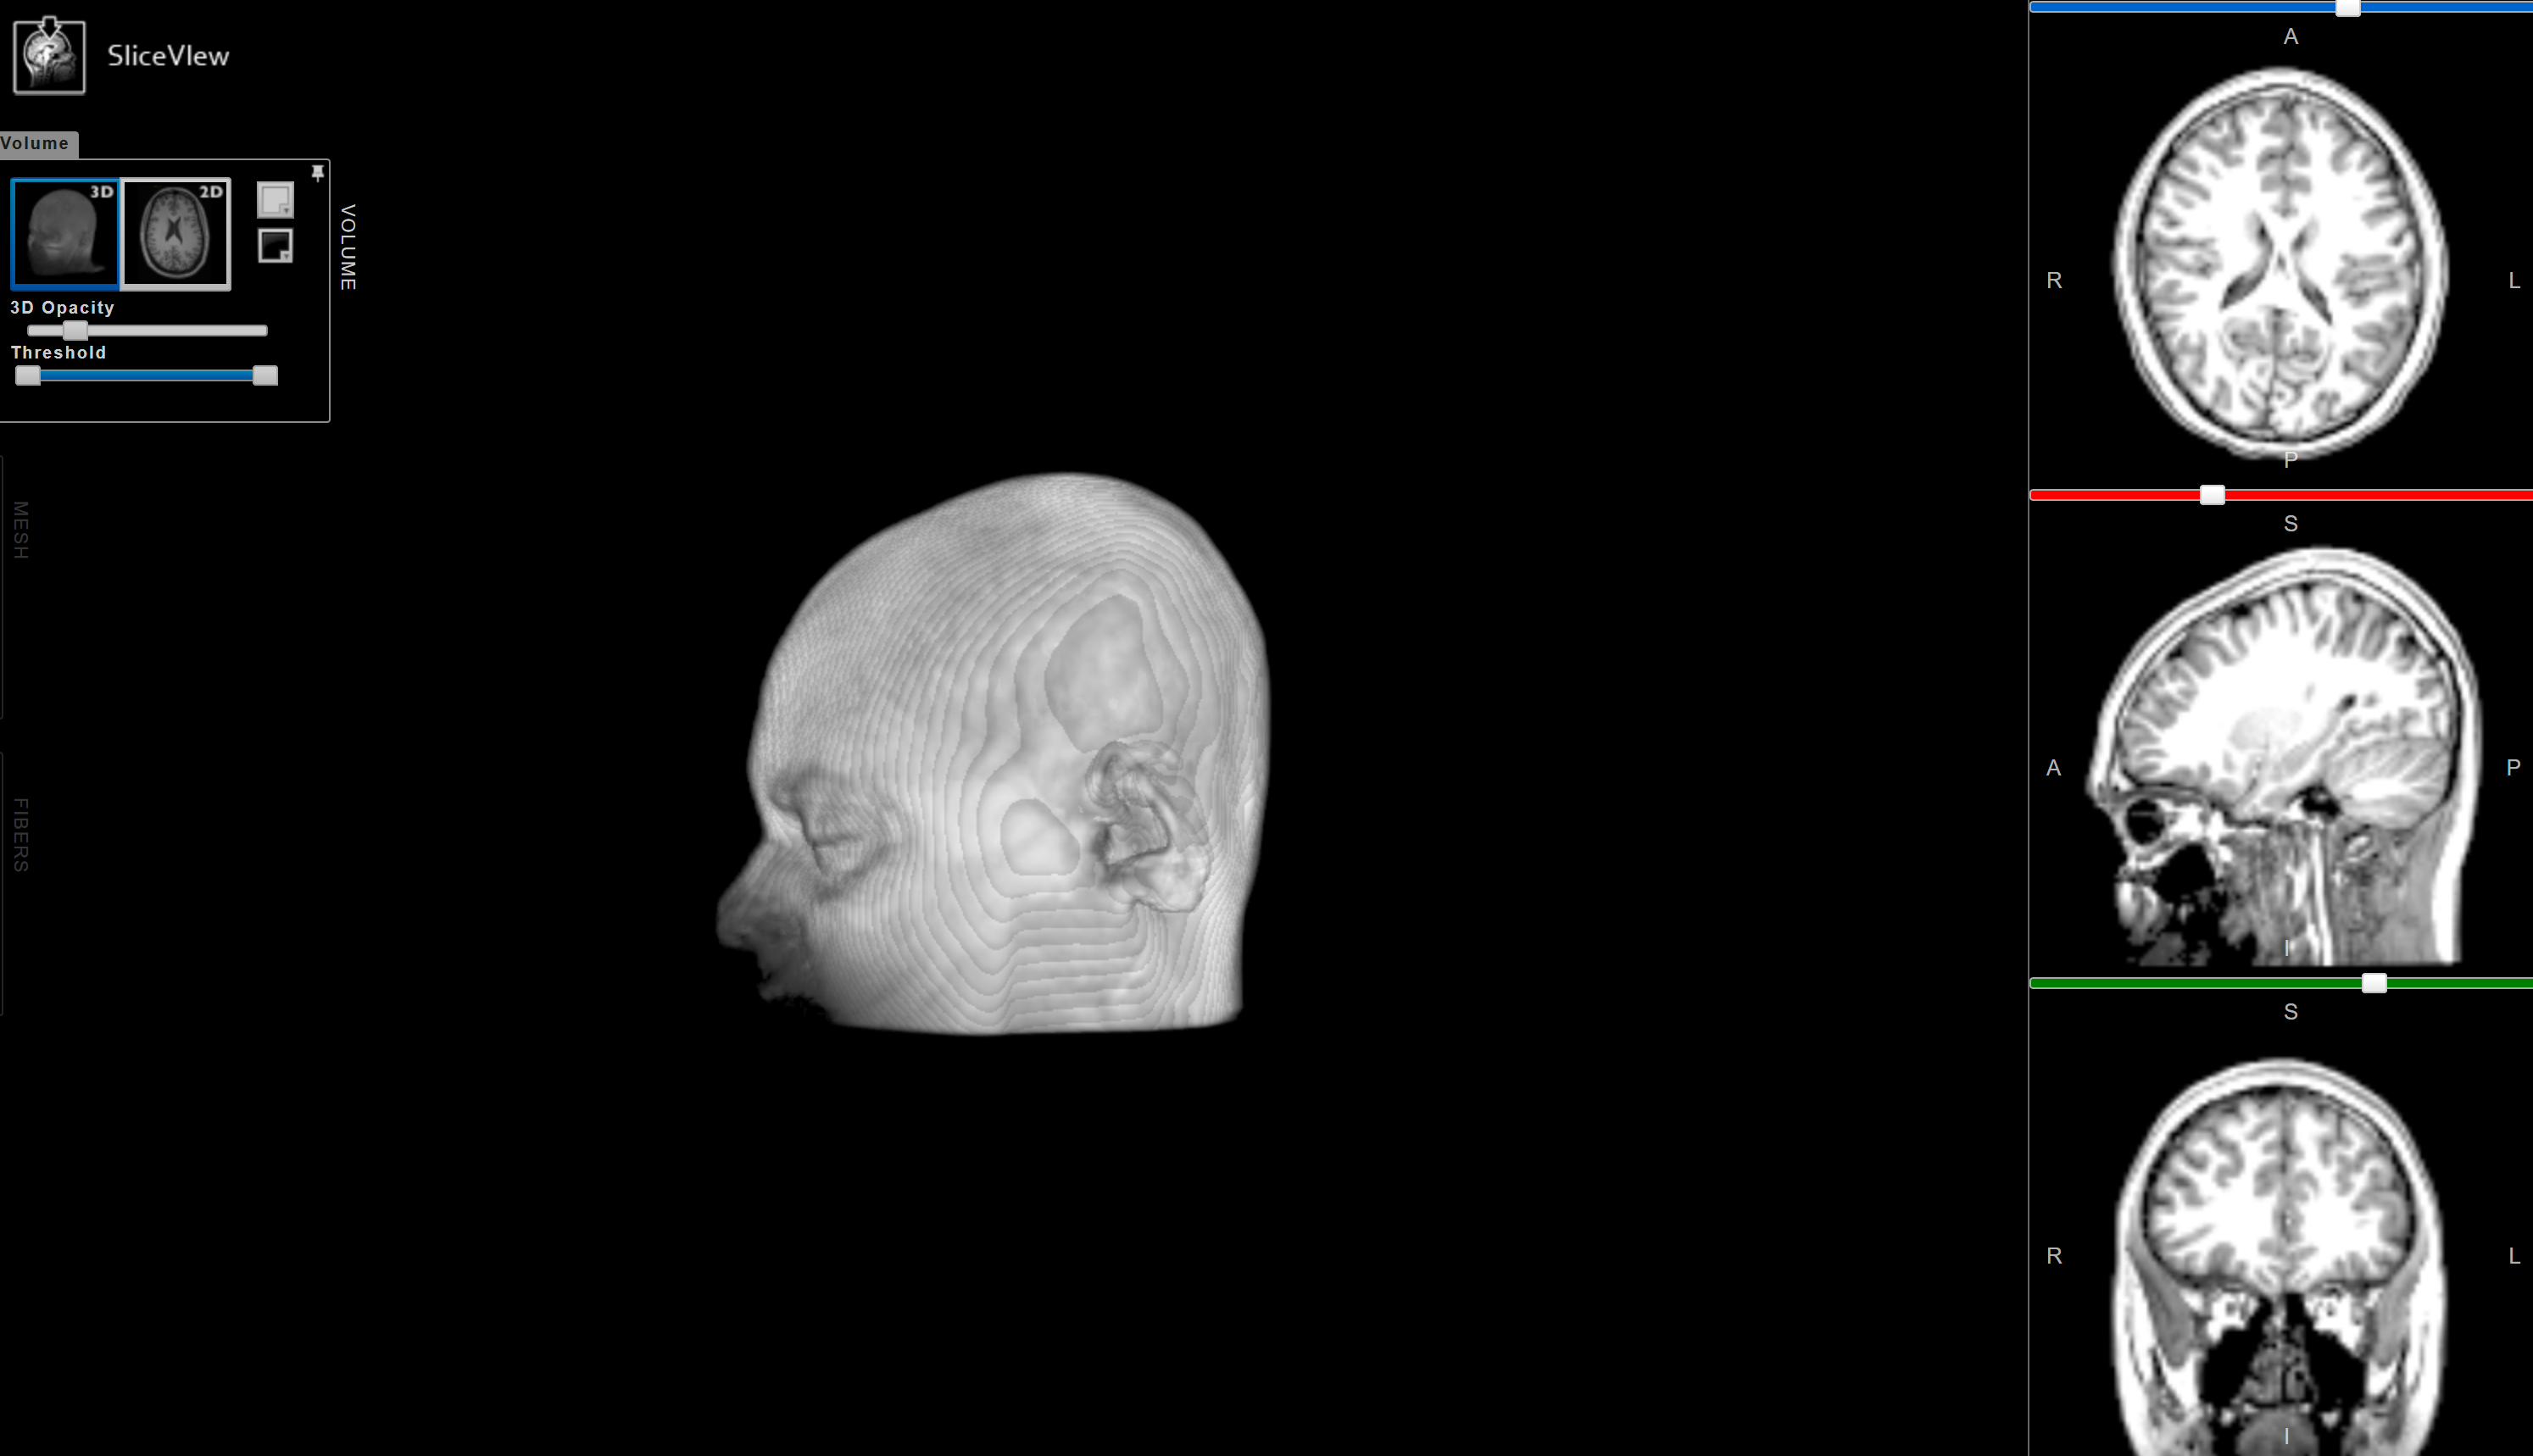 SliceVIew
Volume
3D
2D
VOLUME
3D Opacity
Threshold
MESH
FIBERS
A
R
L
P
S
A
P
I
S
R
L
I